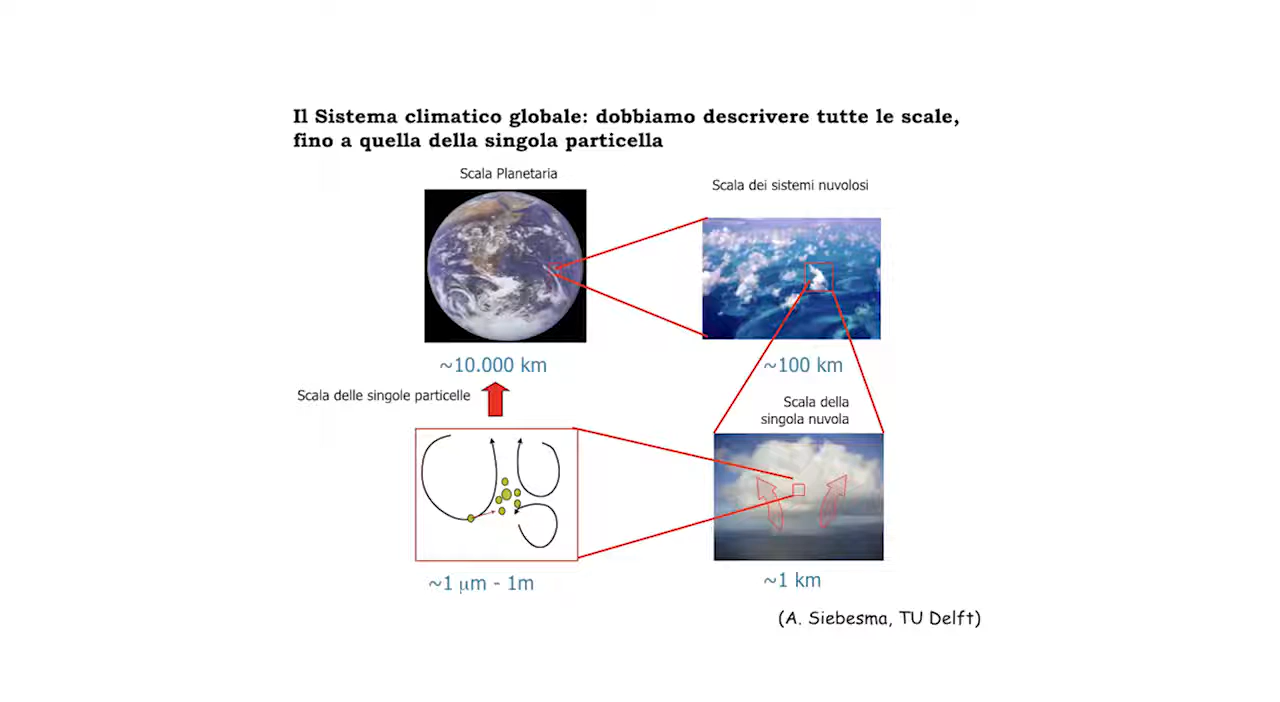 Il Sistema climatico globale: dobbiamo descrivere tutte le scale,
fino a quella della singola particella
Scala Planetaria
Scala dei sistemi nuvolosi
~10.000 km
~100 km
Scala delle singole particelle
Scala della
singola nuvola
~1 μm - 1m
~1 km
(A. Siebesma, TU Delft)